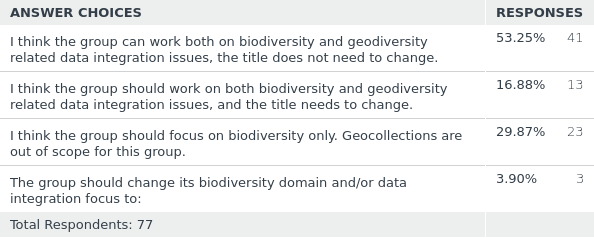 ANSWER CHOICES RESPONSES
I think the group can work both on biodiversity and geodiversity 53.25% 41
related data integration issues, the title does not need to change.
I think the group should work on both biodiversity and geodiversity 16.88% 13
related data integration issues, and the title needs to change.
I think the group should focus on biodiversity only. Geocollections are 29.87% 23
out of scope for this group.
The group should change its biodiversity domain and/or data 3.90% 3
integration focus to:
Total Respondents: 77